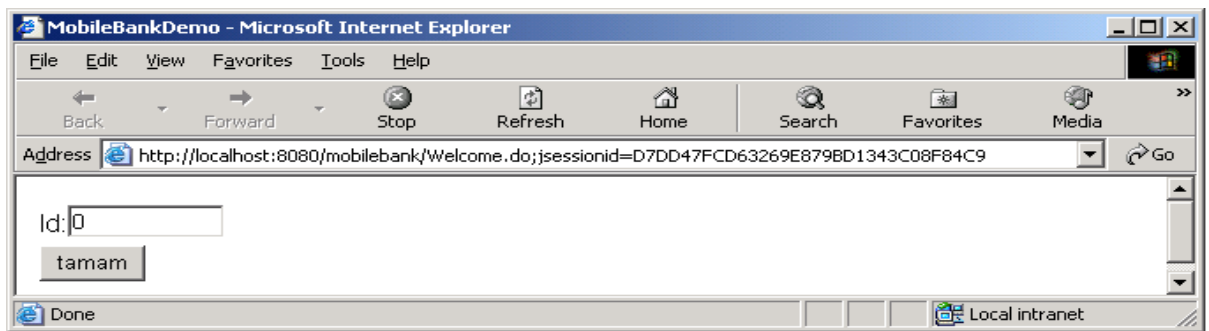 MobileBankDemo - Microsoft Internet Explorer
File Edit View Favorites Tools Help
Back Forward Stop Refresh Home Search Favorites Media »
Address http://localhost:8080/mobilebank/Welcome.do;jsessionid=D7DD47FCD63269E879BD1343C08F84C9 Go
Id: 0
tamam
Done Local intranet